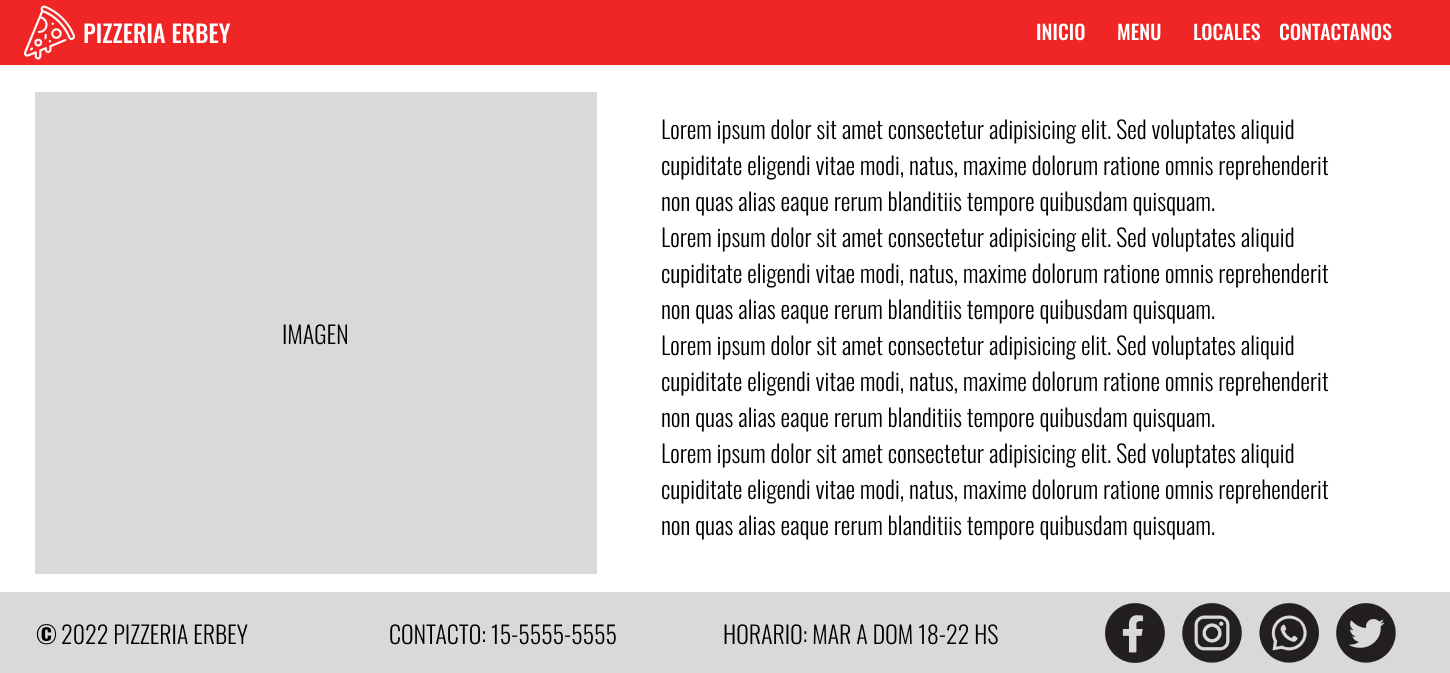 PIZZERIA ERBEY
INICIO MENU LOCALES CONTACTANOS
IMAGEN
Lorem ipsum dolor sit amet consectetur adipisicing elit. Sed voluptates aliquid
cupiditate eligendi vitae modi, natus, maxime dolorum ratione omnis reprehenderit
non quas alias eaque rerum blanditiis tempore quibusdam quisquam.
Lorem ipsum dolor sit amet consectetur adipisicing elit. Sed voluptates aliquid
cupiditate eligendi vitae modi, natus, maxime dolorum ratione omnis reprehenderit
non quas alias eaque rerum blanditiis tempore quibusdam quisquam.
Lorem ipsum dolor sit amet consectetur adipisicing elit. Sed voluptates aliquid
cupiditate eligendi vitae modi, natus, maxime dolorum ratione omnis reprehenderit
non quas alias eaque rerum blanditiis tempore quibusdam quisquam.
Lorem ipsum dolor sit amet consectetur adipisicing elit. Sed voluptates aliquid
cupiditate eligendi vitae modi, natus, maxime dolorum ratione omnis reprehenderit
non quas alias eaque rerum blanditiis tempore quibusdam quisquam.
© 2022 PIZZERIA ERBEY
CONTACTO: 15-5555-5555
HORARIO: MAR A DOM 18-22 HS